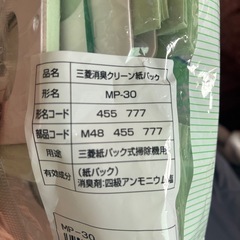 品名 三菱消臭クリーン紙パック
形名 MP-30
形名コード 455 777
部品コード M48 455 777
用途 三菱紙パック式掃除機用
有効成分 (紙パック)
消臭剤:四級アンモニウム塩
MP-30